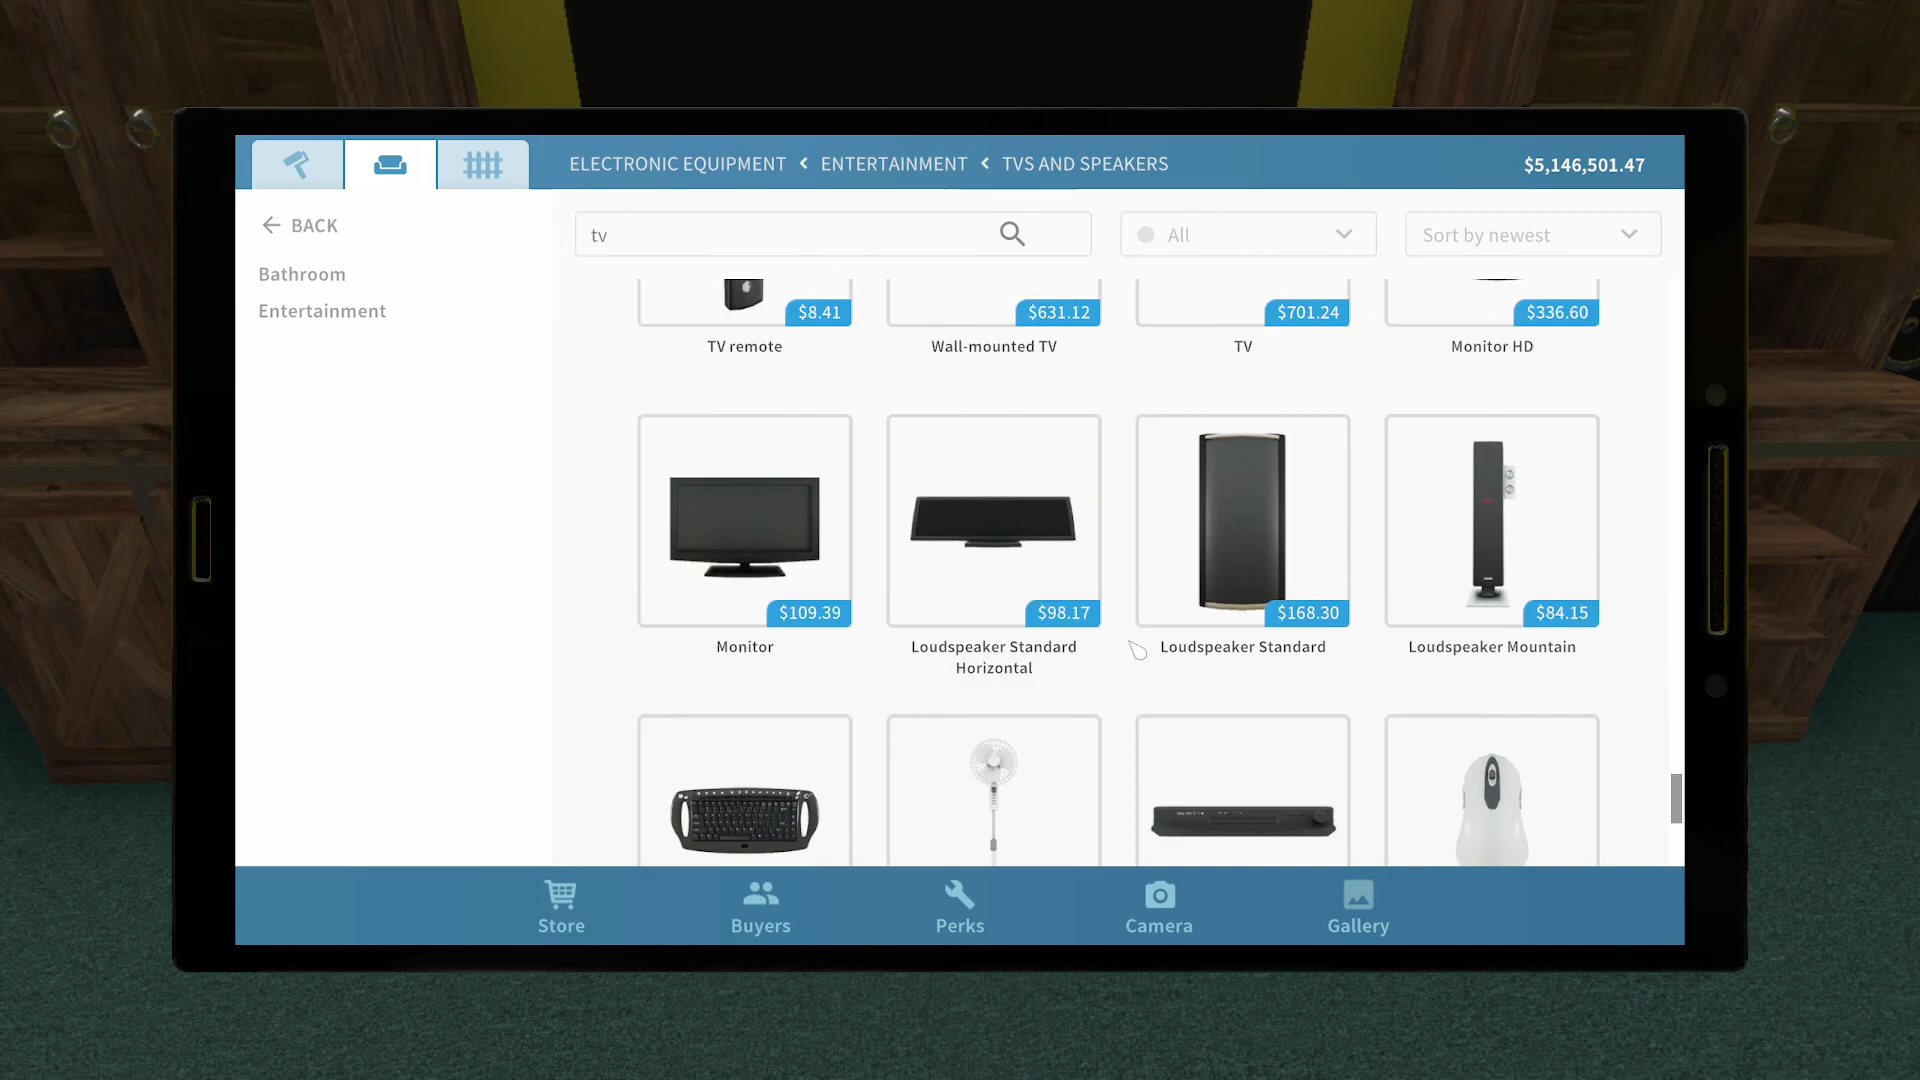 ELECTRONIC EQUIPMENT < ENTERTAINMENT < TVS AND SPEAKERS
$5,146,501.47
BACK
tv
All
Sort by newest
Bathroom
Entertainment
$8.41
$631.12
$701.24
$336.60
TV remote
Wall-mounted TV
TV
Monitor HD
$109.39
$98.17
$168.30
$84.15
Monitor
Loudspeaker Standard
Horizontal
Loudspeaker Standard
Loudspeaker Mountain
Store
Buyers
Perks
Camera
Gallery